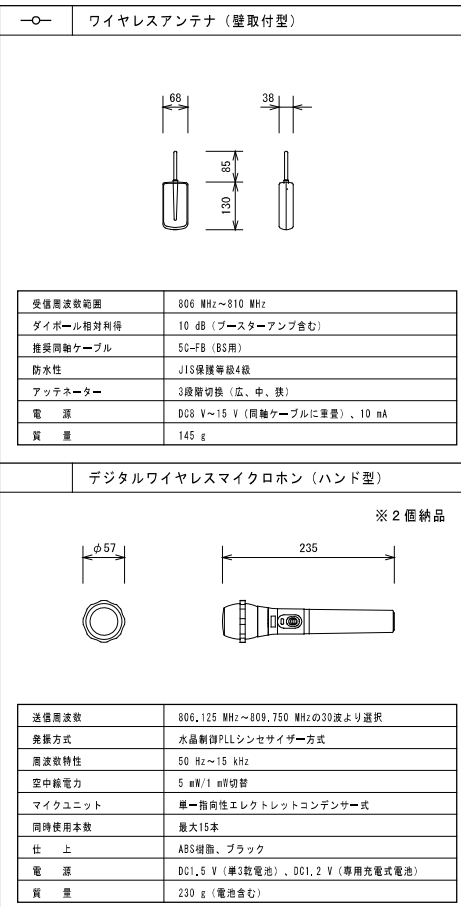 ワイヤレスアンテナ（壁取付型）
68
38
85
130
受信周波数範囲 806 MHz～810 MHz
ダイポール相対利得 10 dB（ブースターアンプ含む）
推奨同軸ケーブル 5C-FB（BS用）
防水性 JIS保護等級4級
アッテネーター 3段階切換（広、中、狭）
電　源 DC8 V～15 V（同軸ケーブルに重畳）、10 mA
質　量 145 g
デジタルワイヤレスマイクロホン（ハンド型）
※２個納品
φ57
235
送信周波数 806.125 MHz～809.750 MHzの30波より選択
発振方式 水晶制御PLLシンセサイザー方式
周波数特性 50 Hz～15 kHz
空中線電力 5 mW/1 mW切替
マイクユニット 単一指向性エレクトレットコンデンサー式
同時使用本数 最大15本
仕　上 ABS樹脂、ブラック
電　源 DC1.5 V（単3乾電池）、DC1.2 V（専用充電式電池）
質　量 230 g（電池含む）